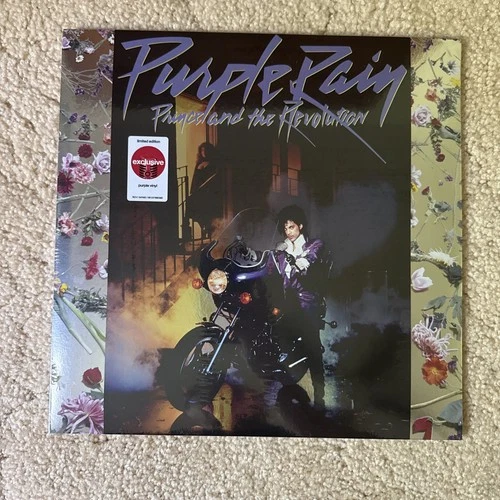 Purple Rain
Prince and the Revolution
limited edition
exclusive
purple vinyl